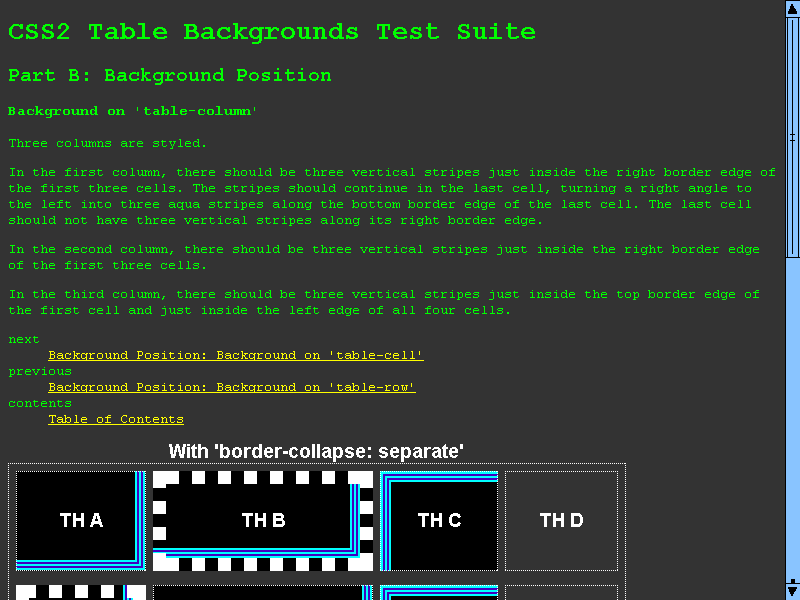 CSS2 Table Backgrounds Test Suite
Part B: Background Position
Background on 'table-column'
Three columns are styled.
In the first column, there should be three vertical stripes just inside the right border edge of
the first three cells. The stripes should continue in the last cell, turning a right angle to
the left into three aqua stripes along the bottom border edge of the last cell. The last cell
should not have three vertical stripes along its right border edge.
In the second column, there should be three vertical stripes just inside the right border edge
of the first three cells.
In the third column, there should be three vertical stripes just inside the top border edge of
the first cell and just inside the left edge of all four cells.
next
Background Position: Background on 'table-cell'
previous
Background Position: Background on 'table-row'
contents
Table of Contents
With 'border-collapse: separate'
TH A TH B TH C TH D